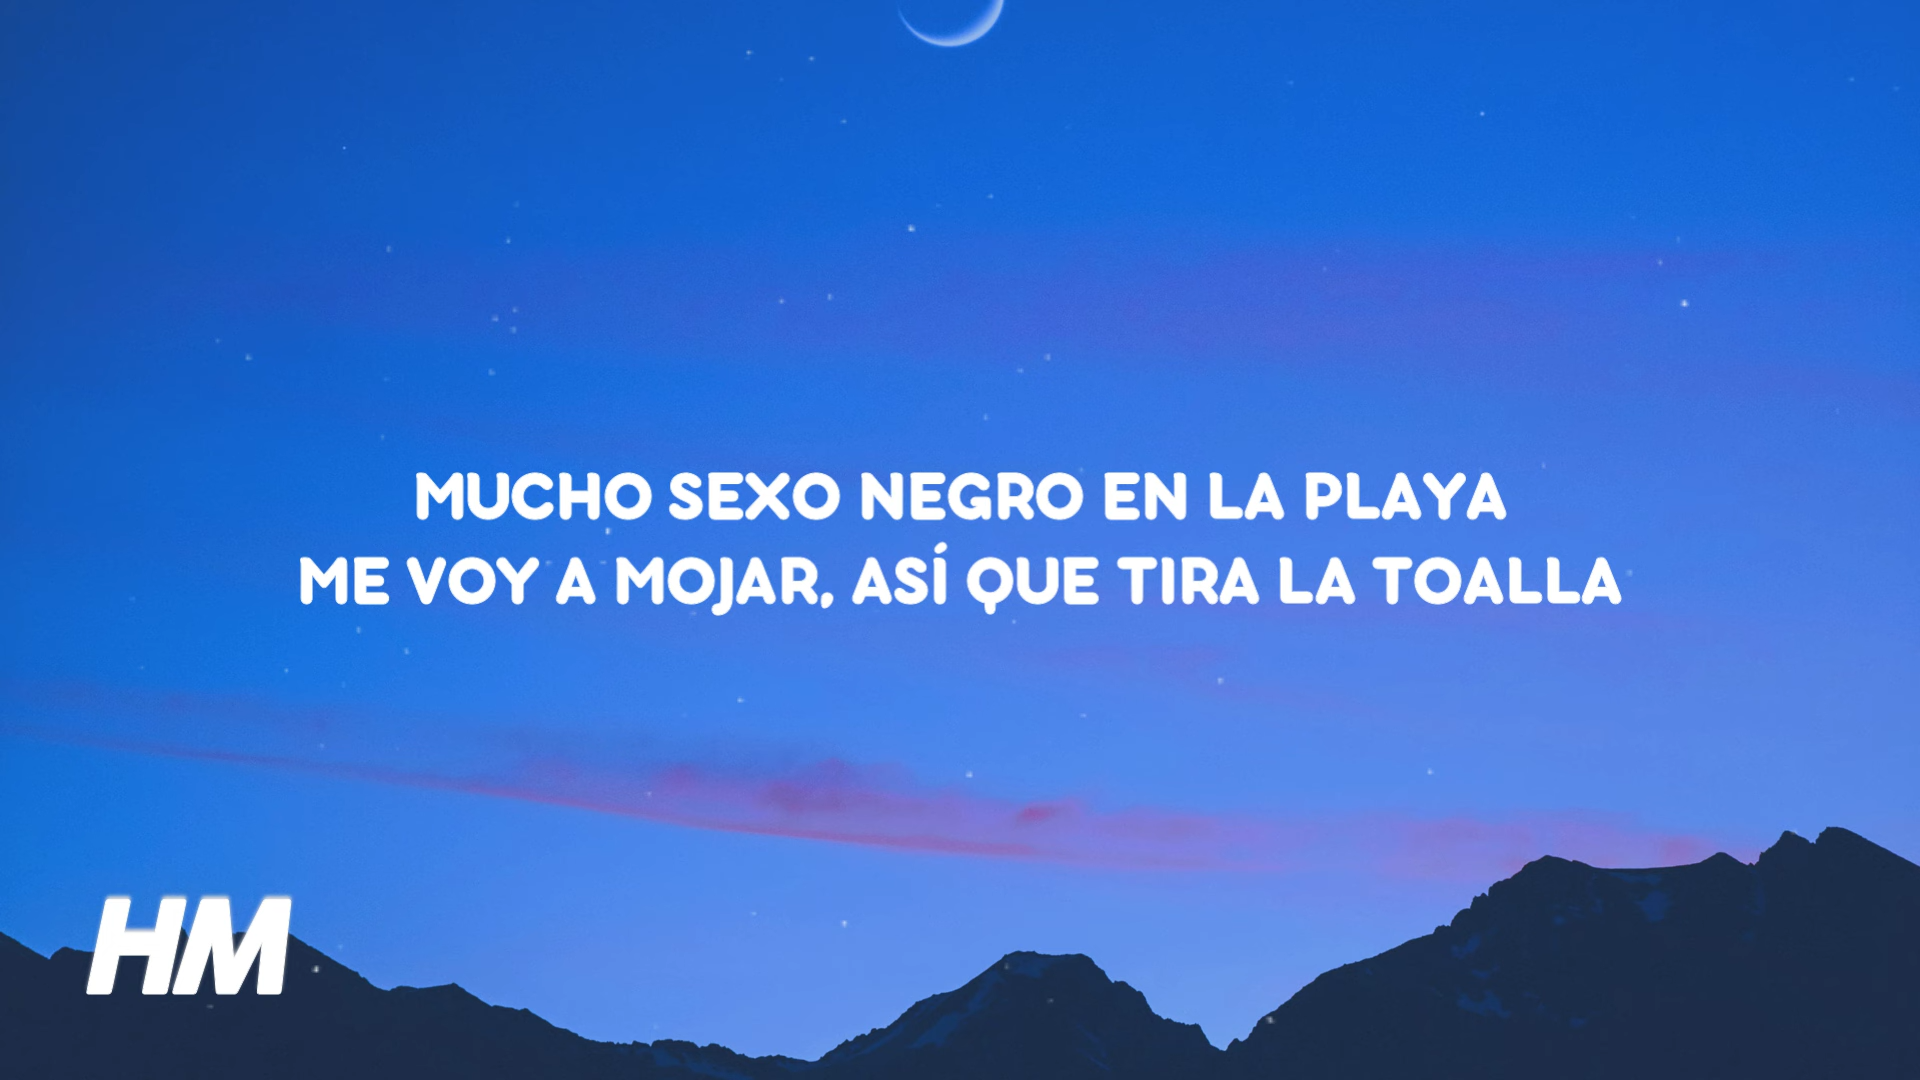 MUCHO SEXO NEGRO EN LA PLAYA
ME VOY A MOJAR, ASÍ QUE TIRA LA TOALLA
HM